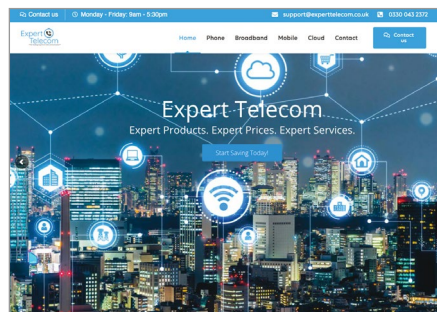 Contact us
Monday - Friday: 9am - 5:30pm
support@experttelecom.co.uk
0330 043 2372
Expert
Telecom
Home Phone Broadband Mobile Cloud Contact
Contact
us
Expert Telecom
Expert Products. Expert Prices. Expert Services.
Start Saving Today!